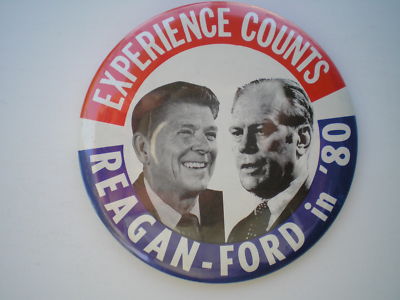 EXPERIENCE COUNTS
REAGAN-FORD in '80